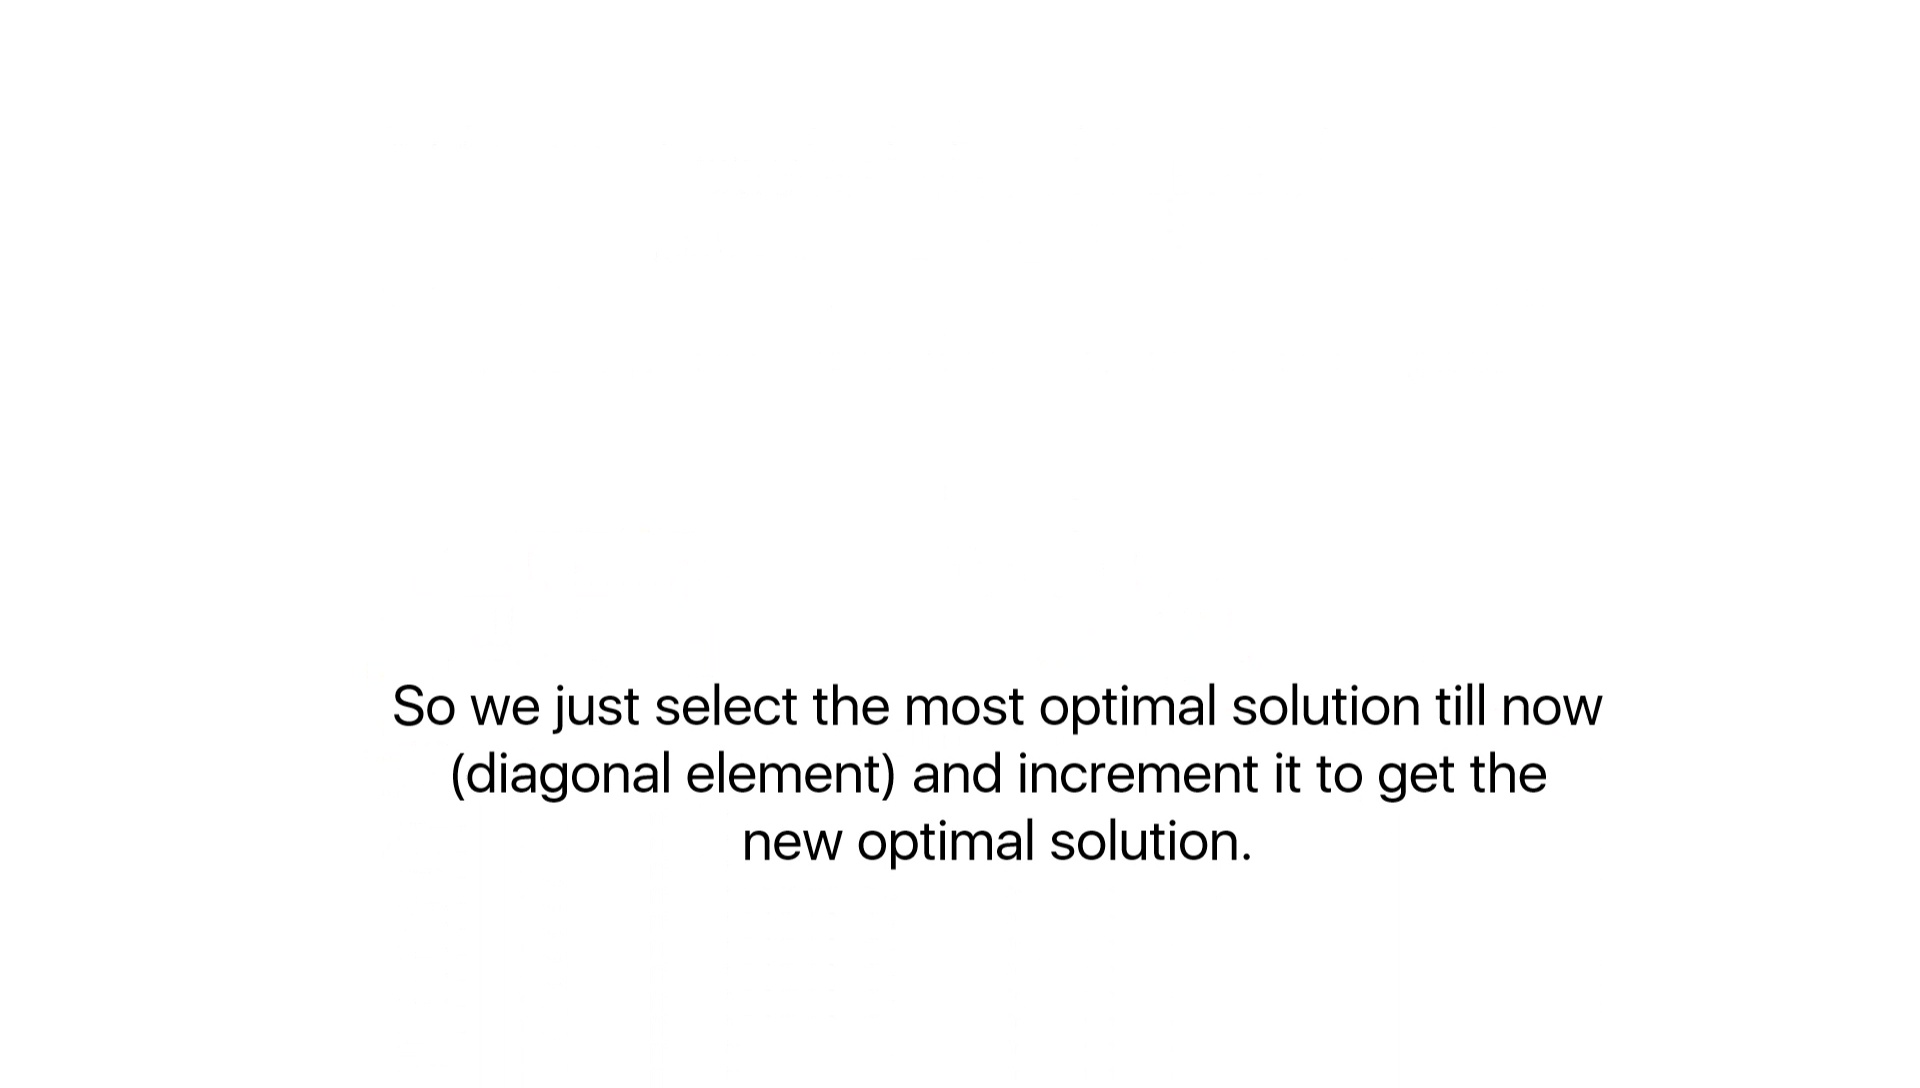 So we just select the most optimal solution till now
(diagonal element) and increment it to get the
new optimal solution.